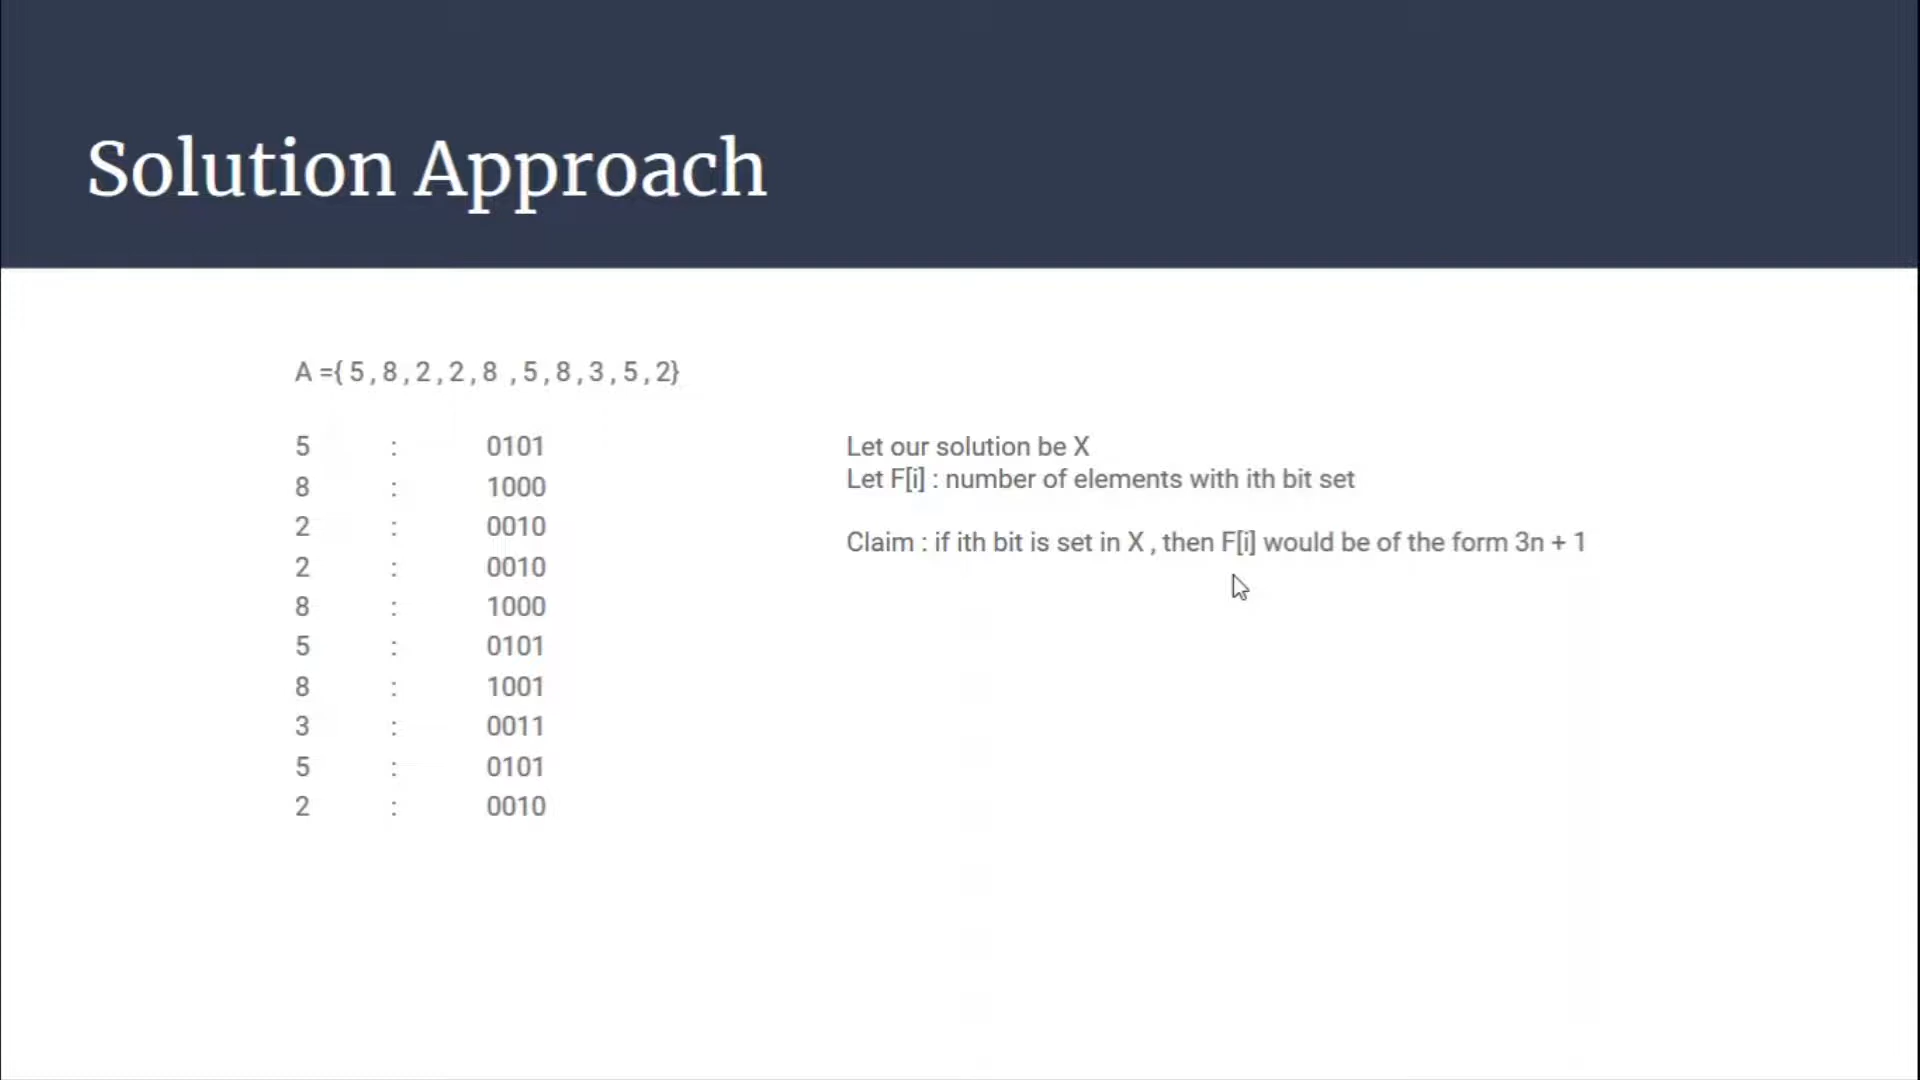 Solution Approach
A ={ 5 , 8 , 2 , 2 , 8 , 5 , 8 , 3 , 5 , 2}
5 : 0101
8 : 1000
2 : 0010
2 : 0010
8 : 1000
5 : 0101
8 : 1001
3 : 0011
5 : 0101
2 : 0010
Let our solution be X
Let F[i] : number of elements with ith bit set
Claim : if ith bit is set in X , then F[i] would be of the form 3n + 1